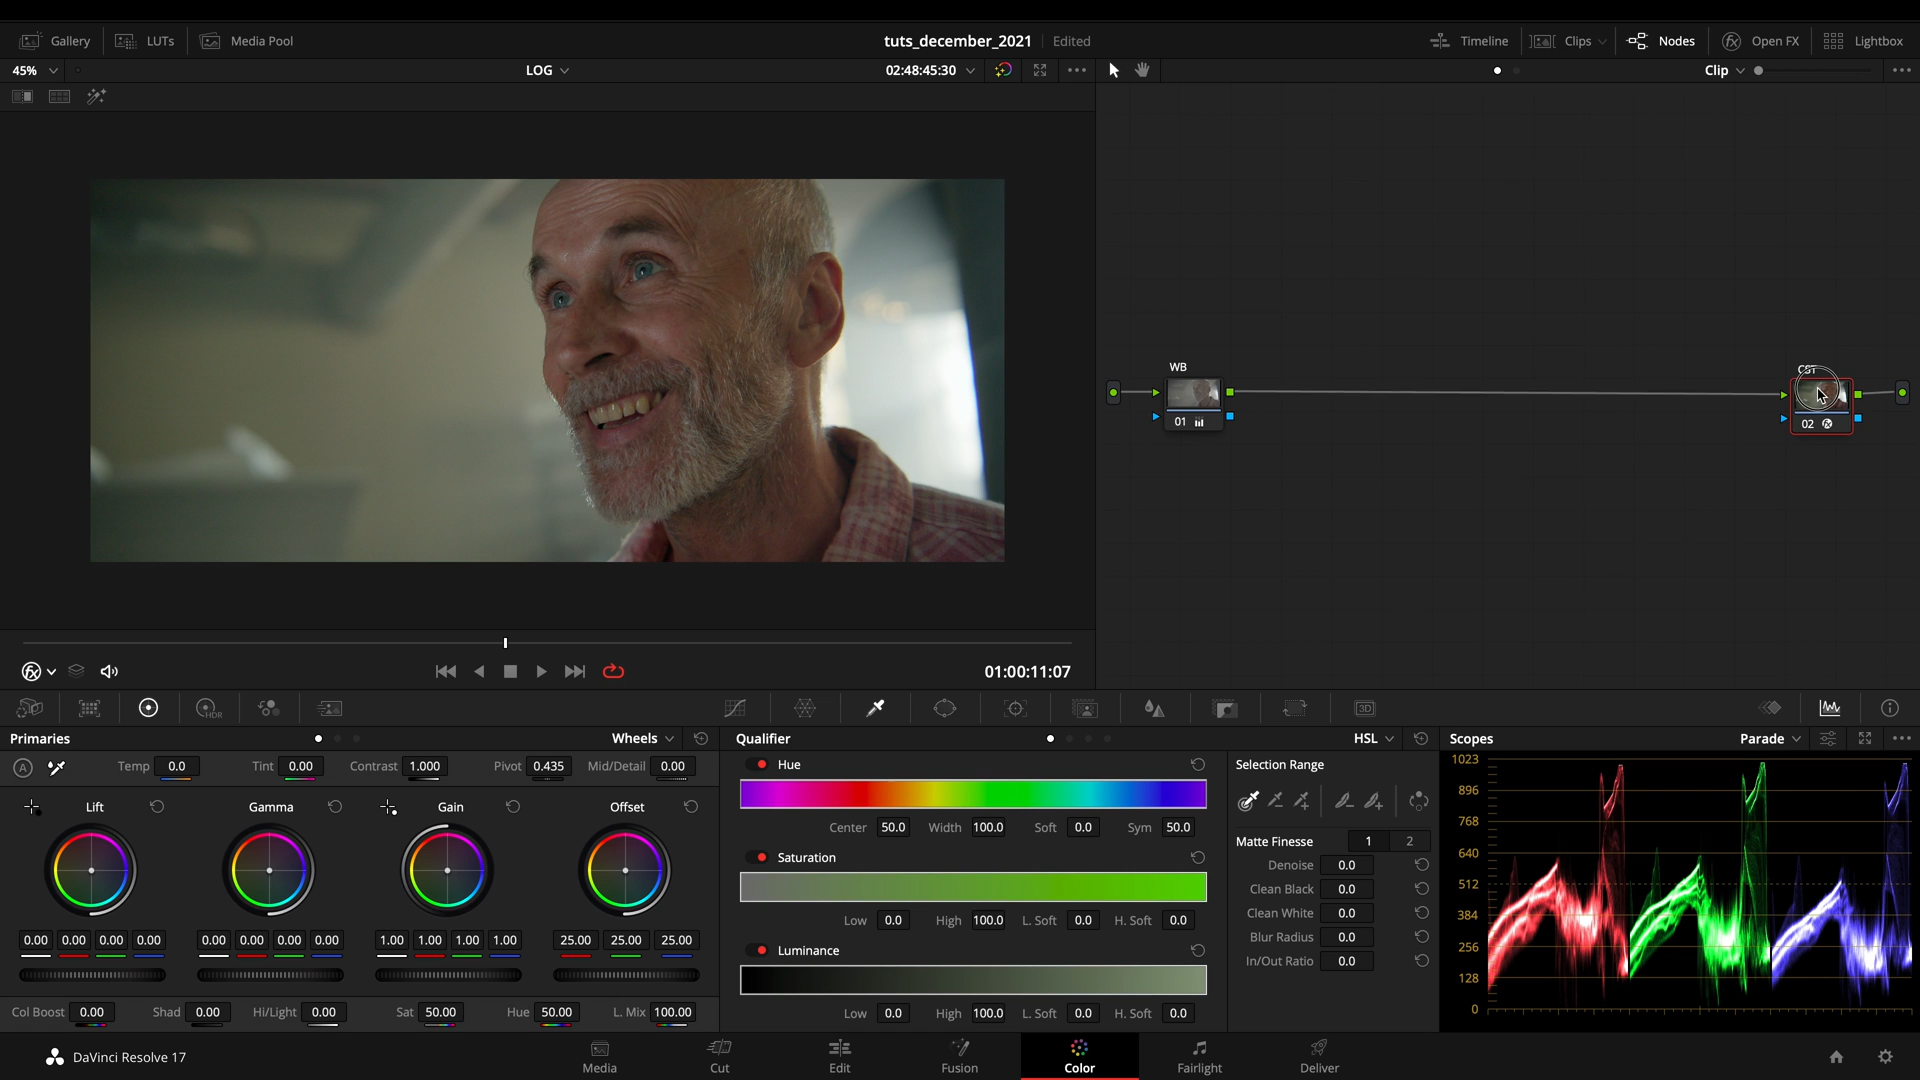 Gallery LUTs Media Pool tuts_december_2021 Edited Timeline Clips Nodes Open FX Lightbox
45% LOG 02:48:45:30 Clip
WB
CST
01
02
01:00:11:07
HDR 3D
Primaries Wheels Qualifier HSL Scopes Parade
A Temp 0.0 Tint 0.00 Contrast 1.000 Pivot 0.435 Mid/Detail 0.00
Lift Gamma Gain Offset
0.00 0.00 0.00 0.00 0.00 0.00 0.00 0.00 1.00 1.00 1.00 1.00 25.00 25.00 25.00
Col Boost 0.00 Shad 0.00 Hi/Light 0.00 Sat 50.00 Hue 50.00 L. Mix 100.00
Hue
Center 50.0 Width 100.0 Soft 0.0 Sym 50.0
Saturation
Low 0.0 High 100.0 L. Soft 0.0 H. Soft 0.0
Luminance
Low 0.0 High 100.0 L. Soft 0.0 H. Soft 0.0
Selection Range
Matte Finesse 1 2
Denoise 0.0
Clean Black 0.0
Clean White 0.0
Blur Radius 0.0
In/Out Ratio 0.0
1023
896
768
640
512
384
256
128
0
DaVinci Resolve 17 Media Cut Edit Fusion Color Fairlight Deliver